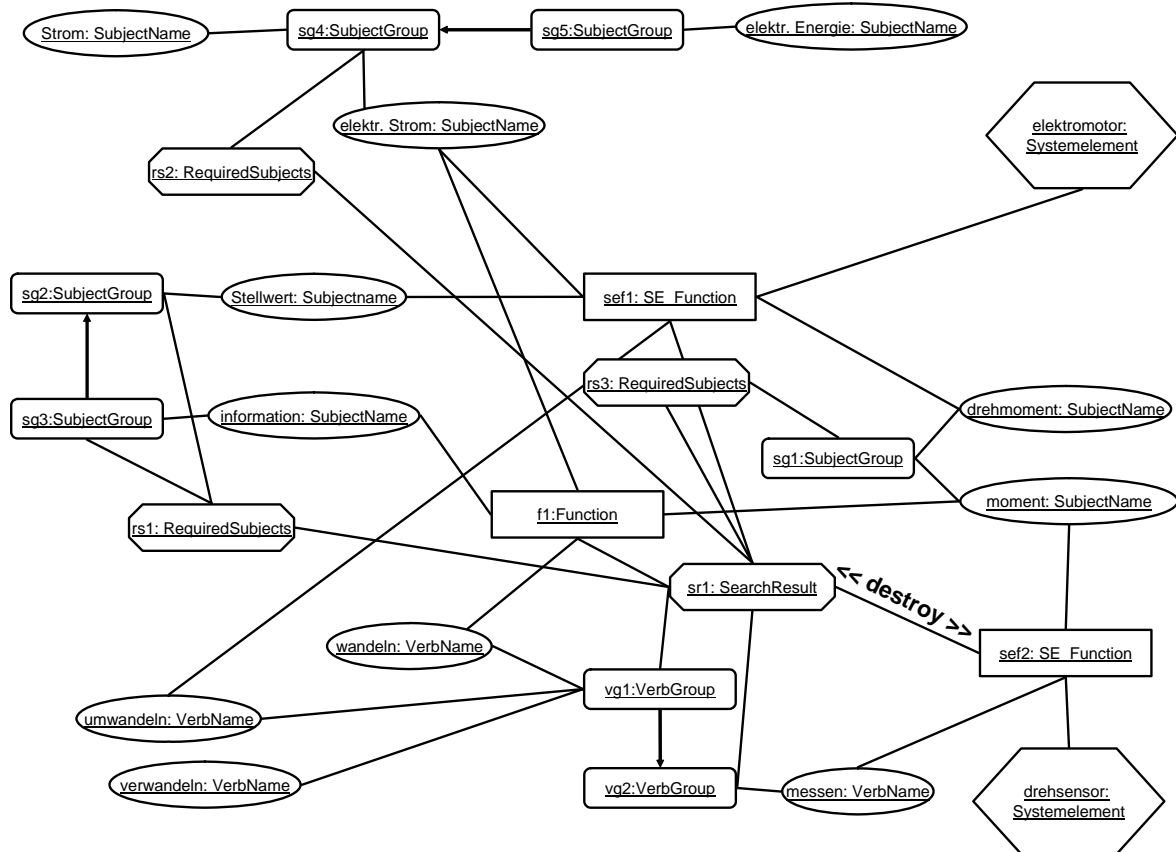 Strom: SubjectName
sg4:SubjectGroup
sg5:SubjectGroup
elektr. Energie: SubjectName
elektr. Strom: SubjectName
elektromotor:
Systemelement
rs2: RequiredSubjects
sg2:SubjectGroup
Stellwert: Subjectname
sef1: SE_Function
rs3: RequiredSubjects
sg3:SubjectGroup
information: SubjectName
drehmoment: SubjectName
sg1:SubjectGroup
moment: SubjectName
rs1: RequiredSubjects
f1:Function
sr1: SearchResult
<< destroy >>
wandeln: VerbName
sef2: SE_Function
vg1:VerbGroup
umwandeln: VerbName
verwandeln: VerbName
vg2:VerbGroup
messen: VerbName
drehsensor:
Systemelement